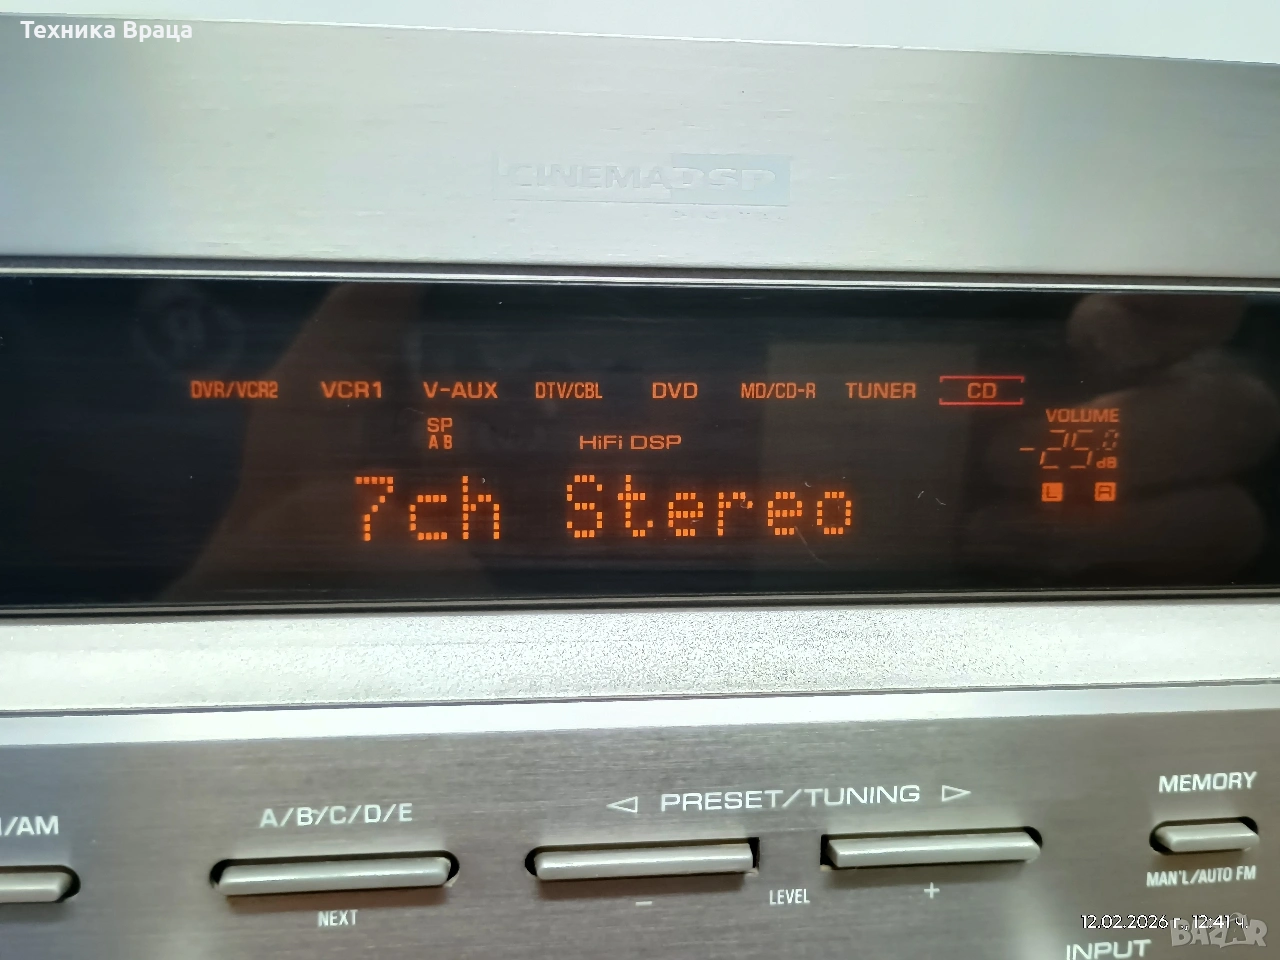 Техника Враца
CINEMA DSP
DVR/VCR2 VCR1 V-AUX DTV/CBL DVD MD/CD-R TUNER CD
SP
A B
HiFi DSP
VOLUME
-25.0
dB
L R
7ch Stereo
/AM
A/B/C/D/E
NEXT
◁ PRESET/TUNING ▷
− LEVEL +
MEMORY
MAN'L/AUTO FM
INPUT
12.02.2026 г., 12:41 ч.
BAZAR